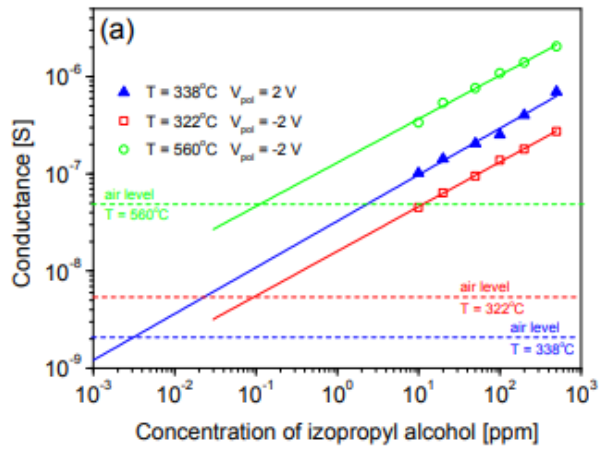 (a)
10⁻⁶
10⁻⁷
10⁻⁸
10⁻⁹
Conductance [S]
T = 338°C V_pol = 2 V
T = 322°C V_pol = -2 V
T = 560°C V_pol = -2 V
air level
T = 560°C
air level
T = 322°C
air level
T = 338°C
10⁻³ 10⁻² 10⁻¹ 10⁰ 10¹ 10² 10³
Concentration of izopropyl alcohol [ppm]